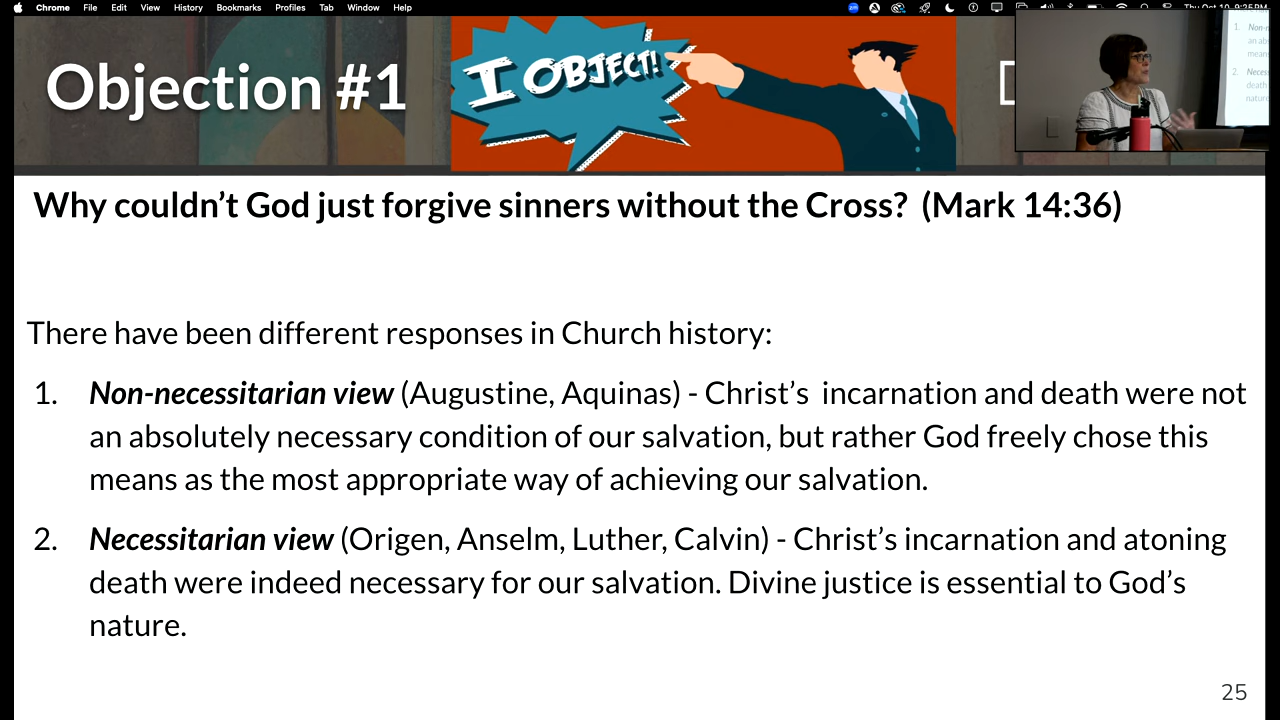 Chrome File Edit View History Bookmarks Profiles Tab Window Help
Objection #1
I OBJECT!
Why couldn’t God just forgive sinners without the Cross?  (Mark 14:36)
There have been different responses in Church history:
1. Non-necessitarian view (Augustine, Aquinas) - Christ’s  incarnation and death were not
an absolutely necessary condition of our salvation, but rather God freely chose this
means as the most appropriate way of achieving our salvation.
2. Necessitarian view (Origen, Anselm, Luther, Calvin) - Christ’s incarnation and atoning
death were indeed necessary for our salvation. Divine justice is essential to God’s
nature.
25